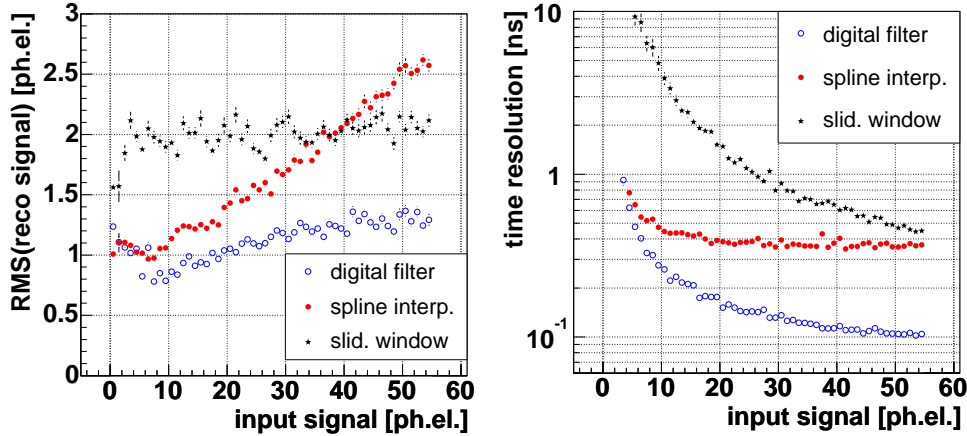 RMS(reco signal) [ph.el.]
3
2.5
2
1.5
1
0.5
0
digital filter
spline interp.
slid. window
0 10 20 30 40 50 60
input signal [ph.el.]
time resolution [ns]
10
1
10⁻¹
digital filter
spline interp.
slid. window
0 10 20 30 40 50 60
input signal [ph.el.]